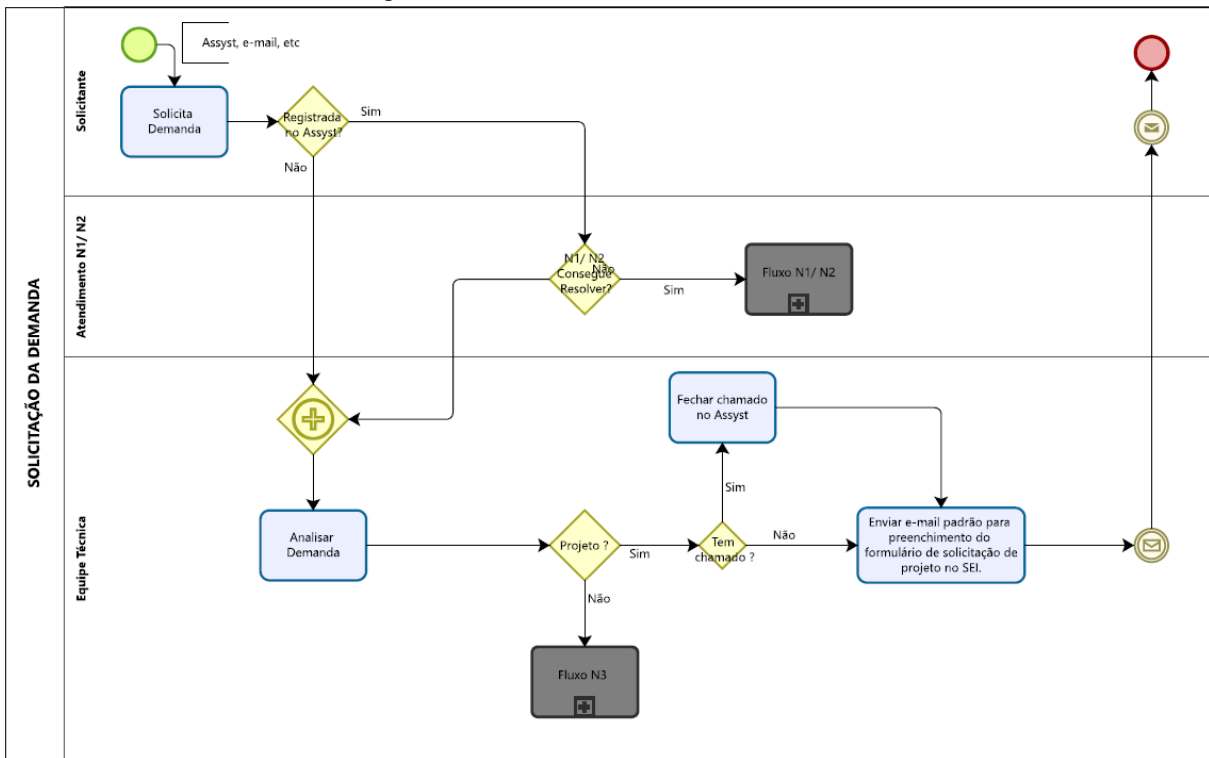 SOLICITAÇÃO DA DEMANDA
Solicitante
Assyst, e-mail, etc
Solicita
Demanda
Registrada
no Assyst?
Sim
Não
Atendimento N1/ N2
N1/ N2
Consegue
Resolver?
Não
Sim
Fluxo N1/ N2
Equipe Técnica
Analisar
Demanda
Projeto ?
Sim
Não
Fluxo N3
Tem
chamado ?
Sim
Não
Fechar chamado
no Assyst
Enviar e-mail padrão para
preenchimento do
formulário de solicitação de
projeto no SEI.